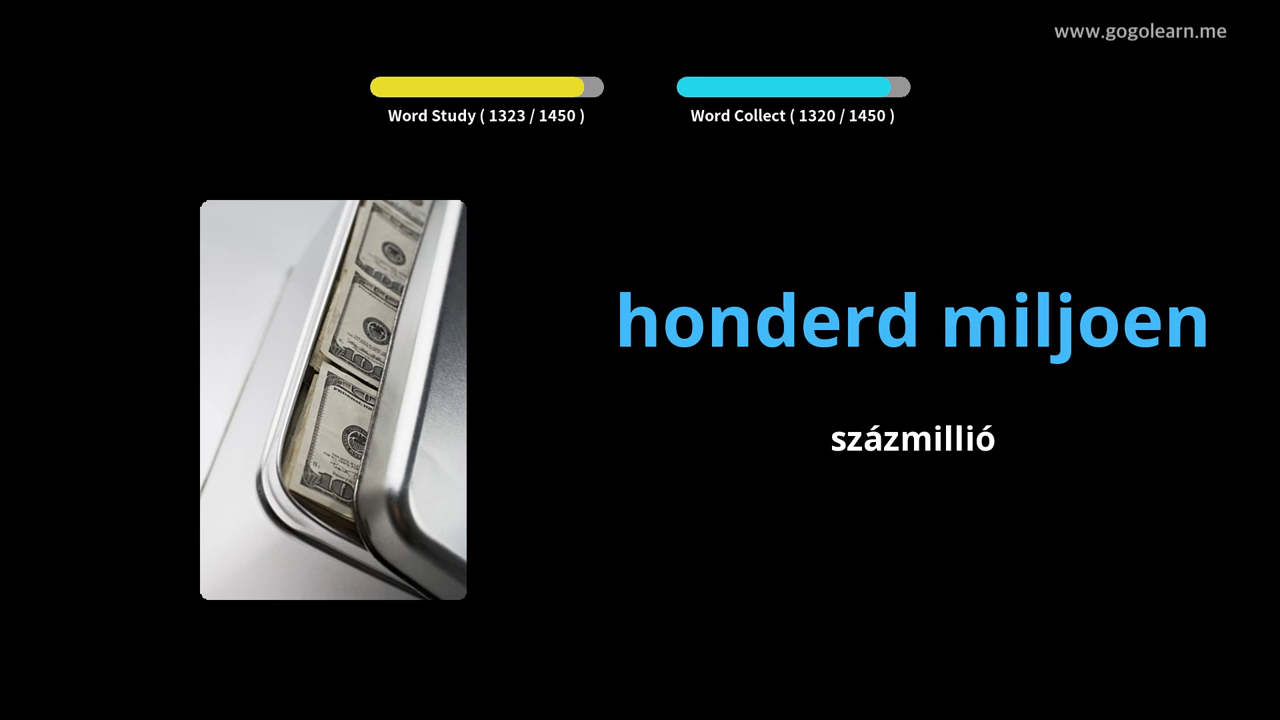 www.gogolearn.me
Word Study ( 1323 / 1450 )
Word Collect ( 1320 / 1450 )
honderd miljoen
százmillió